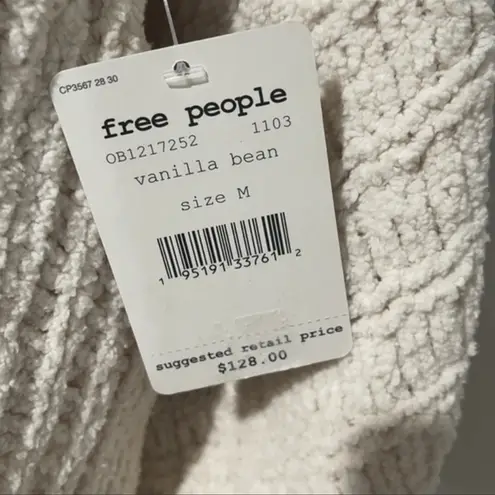 CP3567 28 30
free people
OB1217252 1103
vanilla bean
size M
1 95191 33761 2
suggested retail price
$128.00